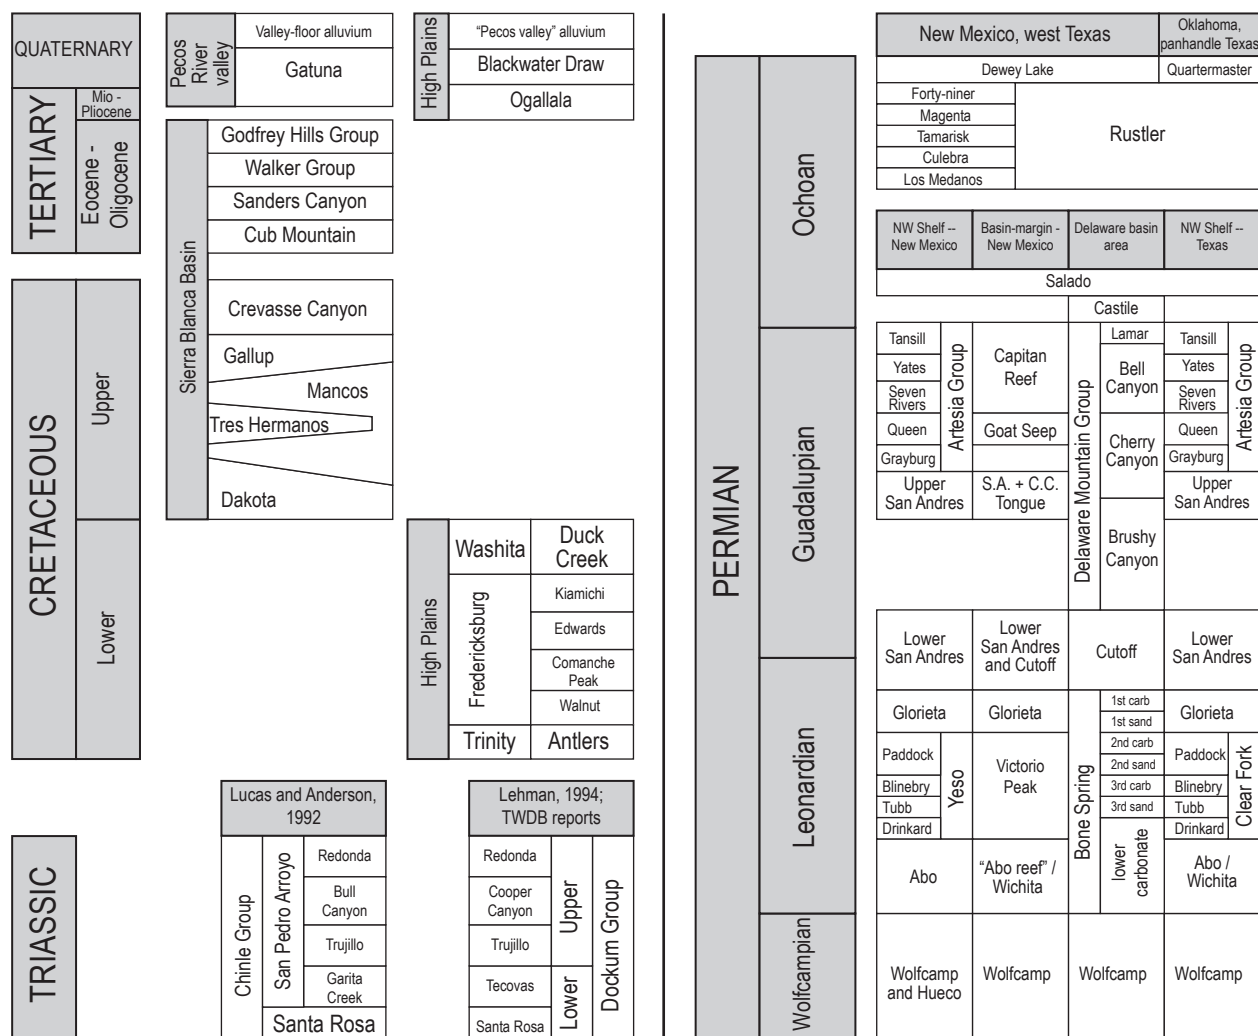 QUATERNARY
TERTIARY
Mio -
Pliocene
Eocene -
Oligocene
Pecos
River
valley
Valley-floor alluvium
Gatuna
High Plains
“Pecos valley” alluvium
Blackwater Draw
Ogallala
Sierra Blanca Basin
Godfrey Hills Group
Walker Group
Sanders Canyon
Cub Mountain
Crevasse Canyon
Gallup
Mancos
Tres Hermanos
Dakota
CRETACEOUS
Upper
Lower
High Plains
Washita
Duck
Creek
Fredericksburg
Kiamichi
Edwards
Comanche
Peak
Walnut
Trinity
Antlers
TRIASSIC
Lucas and Anderson,
1992
Chinle Group
San Pedro Arroyo
Redonda
Bull
Canyon
Trujillo
Garita
Creek
Santa Rosa
Lehman, 1994;
TWDB reports
Redonda
Cooper
Canyon
Trujillo
Tecovas
Santa Rosa
Upper
Lower
Dockum Group
PERMIAN
Ochoan
Guadalupian
Leonardian
Wolfcampian
New Mexico, west Texas
Oklahoma,
panhandle Texas
Dewey Lake
Quartermaster
Forty-niner
Magenta
Tamarisk
Culebra
Los Medanos
Rustler
NW Shelf --
New Mexico
Basin-margin -
New Mexico
Delaware basin
area
NW Shelf --
Texas
Salado
Castile
Tansill
Yates
Seven
Rivers
Queen
Grayburg
Artesia Group
Upper
San Andres
Capitan
Reef
Goat Seep
S.A. + C.C.
Tongue
Delaware Mountain Group
Lamar
Bell
Canyon
Cherry
Canyon
Brushy
Canyon
Tansill
Yates
Seven
Rivers
Queen
Grayburg
Artesia Group
Upper
San Andres
Lower
San Andres
Lower
San Andres
and Cutoff
Cutoff
Lower
San Andres
Glorieta
Glorieta
Bone Spring
1st carb
1st sand
2nd carb
2nd sand
3rd carb
3rd sand
lower
carbonate
Glorieta
Paddock
Blinebry
Tubb
Drinkard
Yeso
Victorio
Peak
Paddock
Blinebry
Tubb
Drinkard
Clear Fork
Abo
“Abo reef” /
Wichita
Abo /
Wichita
Wolfcamp
and Hueco
Wolfcamp
Wolfcamp
Wolfcamp